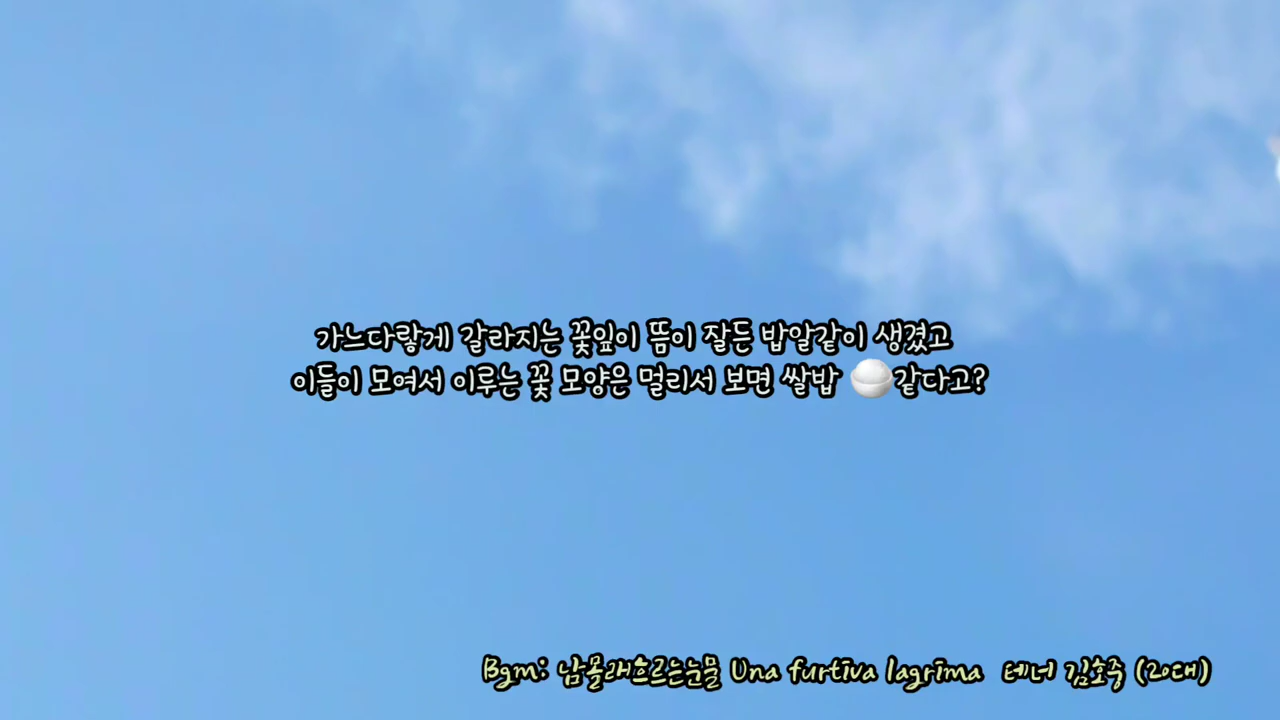 가느다랗게 갈라지는 꽃잎이 뜸이 잘든 밥알같이 생겼고
이들이 모여서 이루는 꽃 모양은 멀리서 보면 쌀밥 🍚같다고?
Bgm: 남몰래흐르는눈물 Una furtiva lagrima 테너 김호중 (20대)